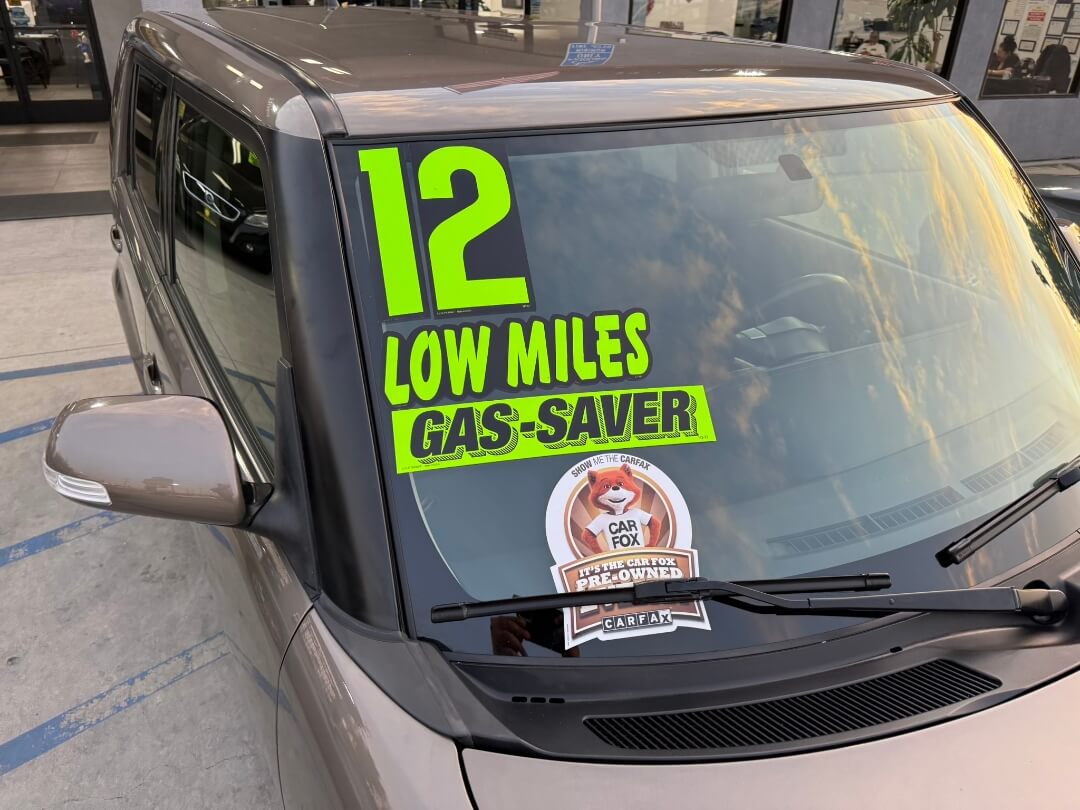 12
LOW MILES
GAS-SAVER
SHOW ME THE CARFAX
CAR
FOX
IT'S THE CAR FOX
PRE-OWNED
CARFAX